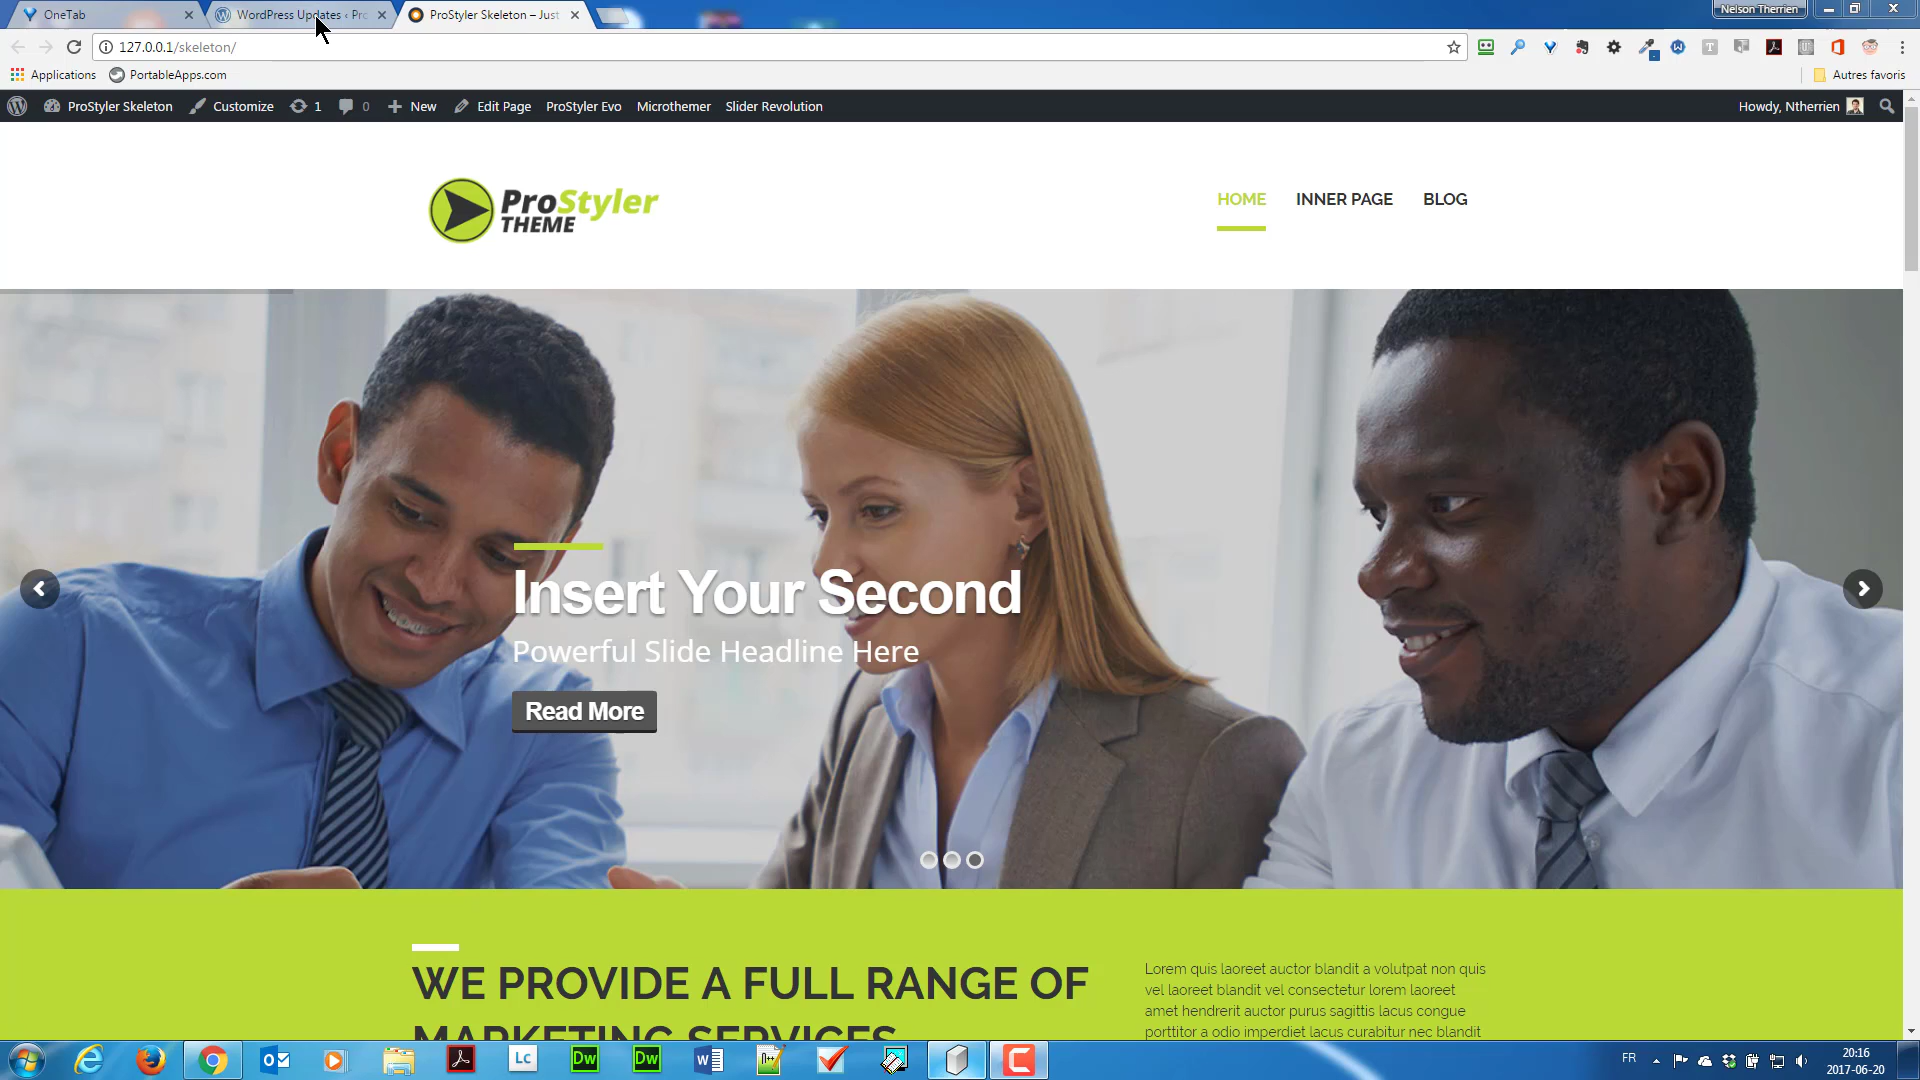 OneTab
WordPress Updates ‹ Pro
ProStyler Skeleton – Just
Nelson Therrien
127.0.0.1/skeleton/
Applications
PortableApps.com
Autres favoris
ProStyler Skeleton
Customize
1
0
New
Edit Page
ProStyler Evo
Microthemer
Slider Revolution
Howdy, Ntherrien
ProStyler
THEME
HOME
INNER PAGE
BLOG
Insert Your Second
Powerful Slide Headline Here
Read More
WE PROVIDE A FULL RANGE OF
MARKETING SERVICES
Lorem quis laoreet auctor blandit a volutpat non quis
vel laoreet blandit vel consectetur lorem laoreet
amet hendrerit auctor purus sagittis lacus congue
porttitor a odio imperdiet lacus curabitur nec blandit
Lc
Dw
Dw
FR
20:16
2017-06-20